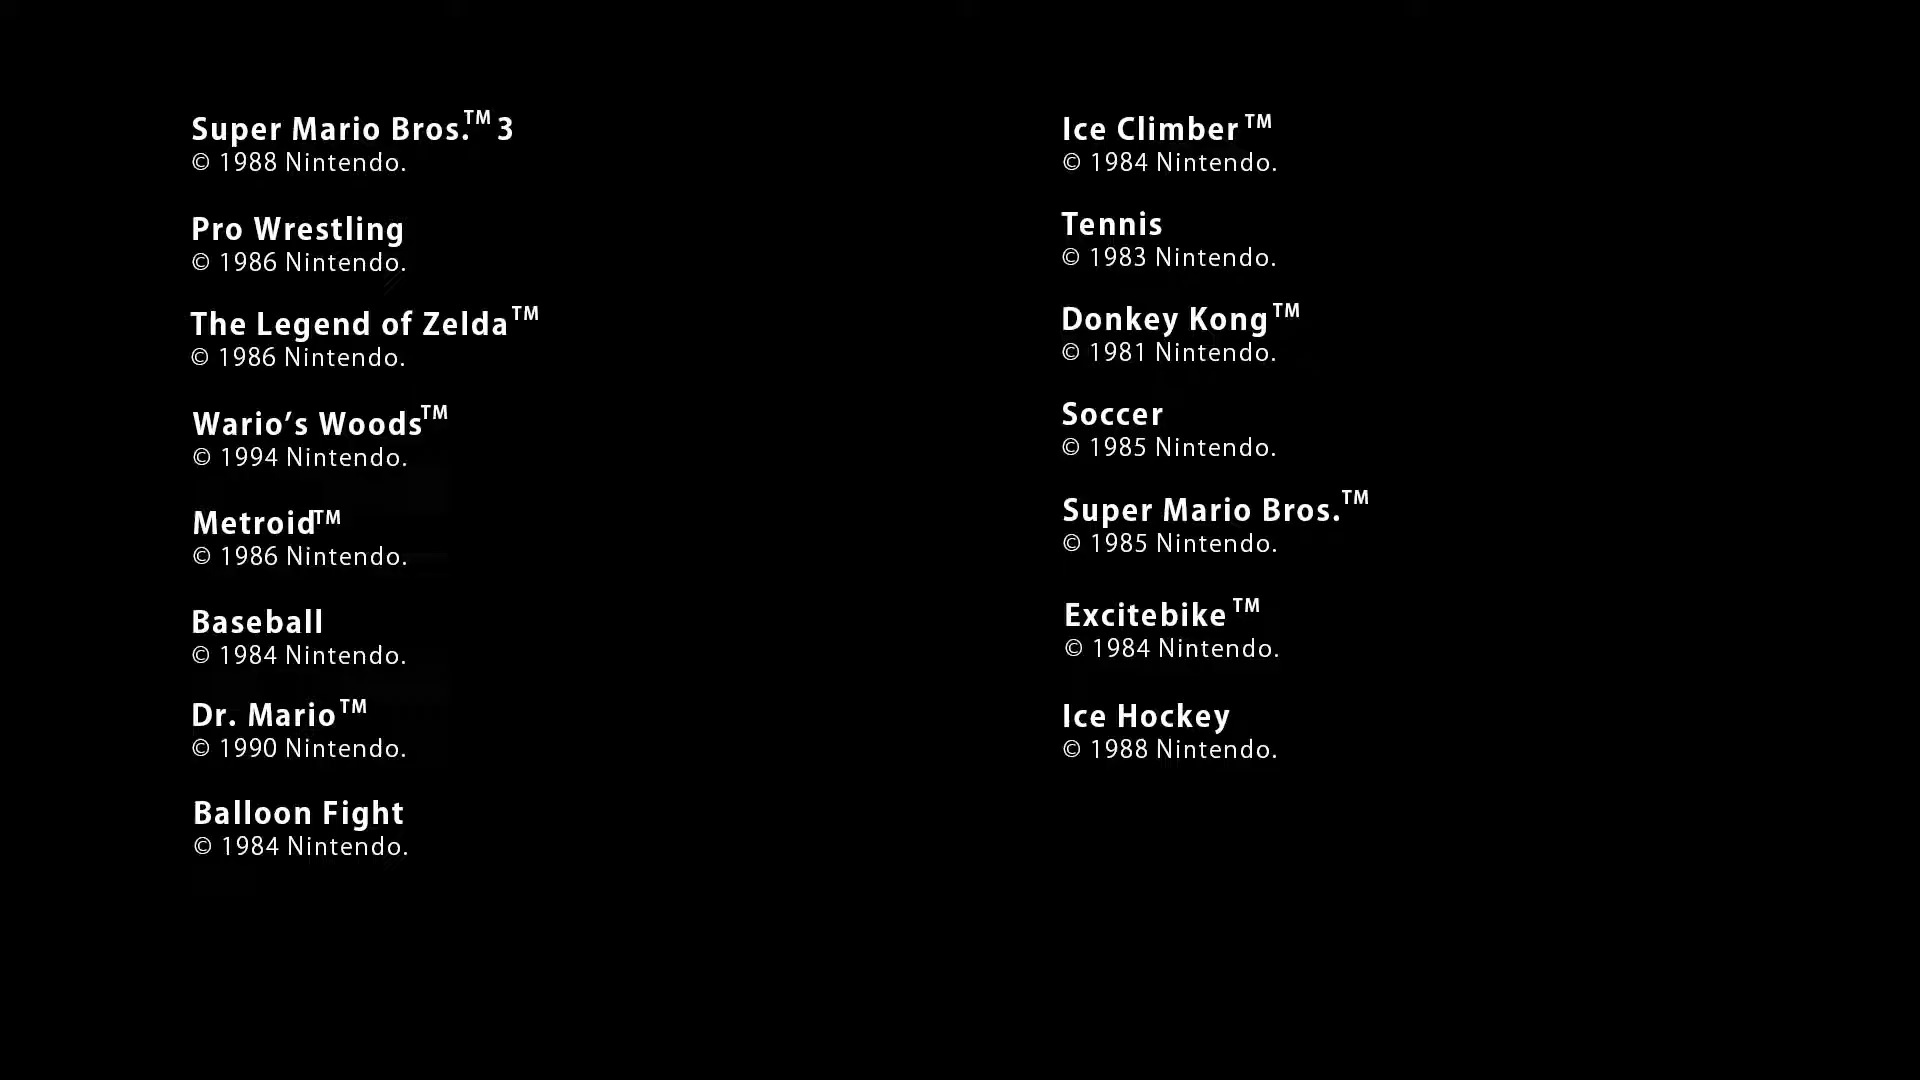 Super Mario Bros.™ 3
© 1988 Nintendo.
Pro Wrestling
© 1986 Nintendo.
The Legend of Zelda™
© 1986 Nintendo.
Wario’s Woods™
© 1994 Nintendo.
Metroid™
© 1986 Nintendo.
Baseball
© 1984 Nintendo.
Dr. Mario™
© 1990 Nintendo.
Balloon Fight
© 1984 Nintendo.
Ice Climber™
© 1984 Nintendo.
Tennis
© 1983 Nintendo.
Donkey Kong™
© 1981 Nintendo.
Soccer
© 1985 Nintendo.
Super Mario Bros.™
© 1985 Nintendo.
Excitebike™
© 1984 Nintendo.
Ice Hockey
© 1988 Nintendo.